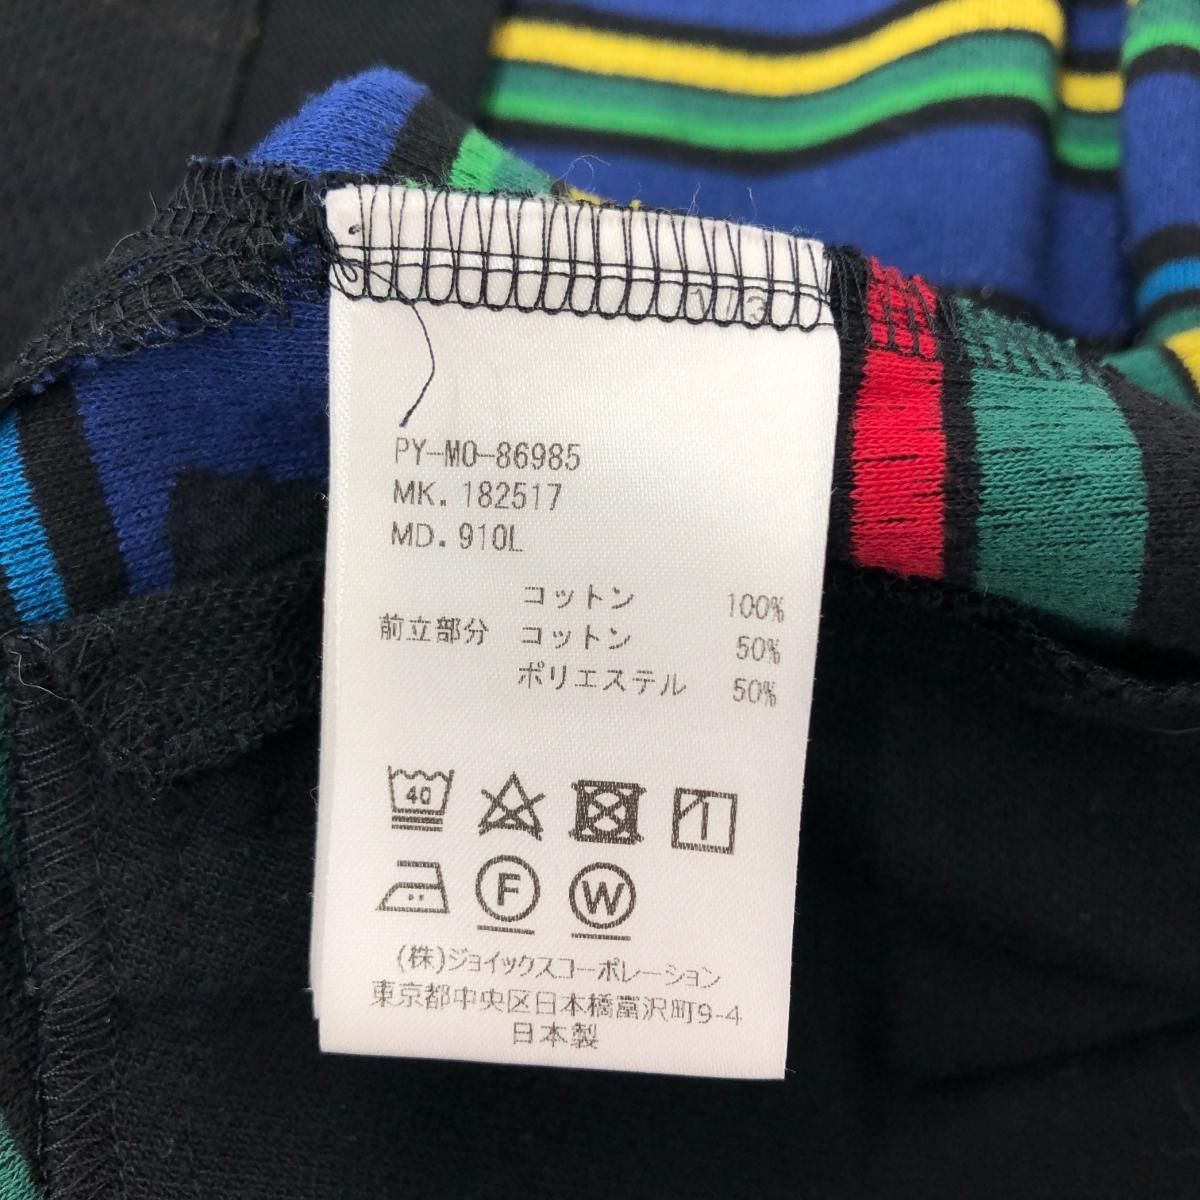 1/3
PY-MO-86985
MK. 182517
MD. 910L
コットン 100%
前立部分 コットン 50%
ポリエステル 50%
40
F W
(株)ジョイックスコーポレーション
東京都中央区日本橋富沢町9-4
日本製